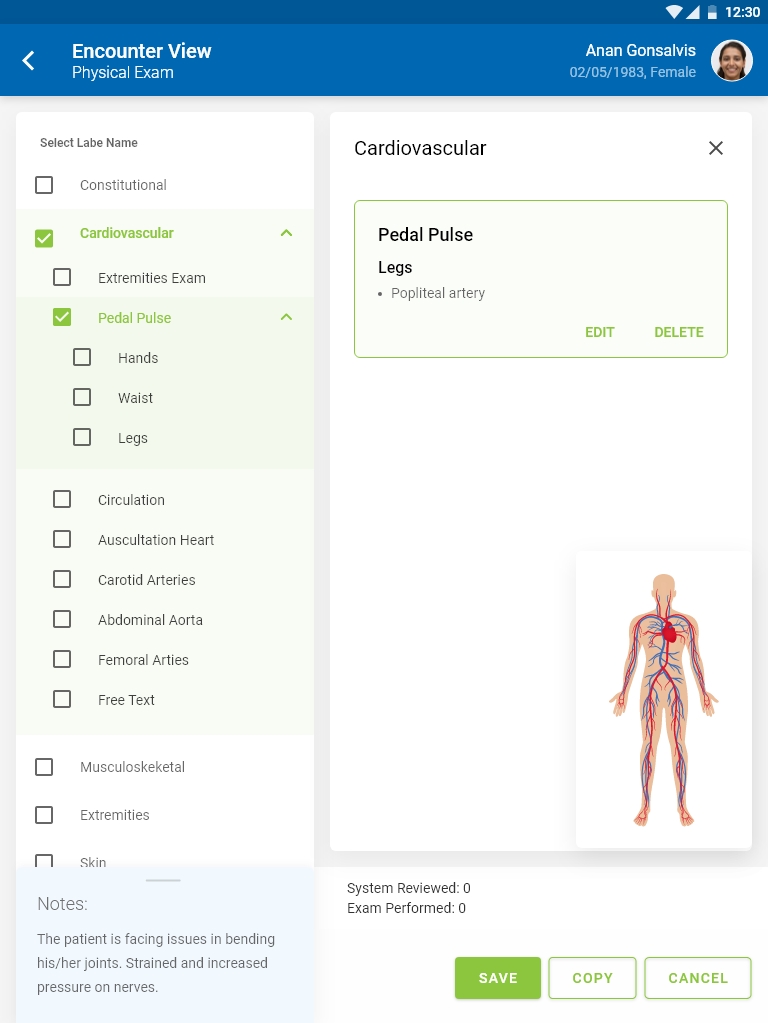 12:30
Encounter View
Physical Exam
Anan Gonsalvis
02/05/1983, Female
Select Labe Name
Constitutional
Cardiovascular
Extremities Exam
Pedal Pulse
Hands
Waist
Legs
Circulation
Auscultation Heart
Carotid Arteries
Abdominal Aorta
Femoral Arties
Free Text
Musculoskeketal
Extremities
Skin
Notes:
The patient is facing issues in bending
his/her joints. Strained and increased
pressure on nerves.
Cardiovascular
Pedal Pulse
Legs
• Popliteal artery
EDIT DELETE
System Reviewed: 0
Exam Performed: 0
SAVE COPY CANCEL